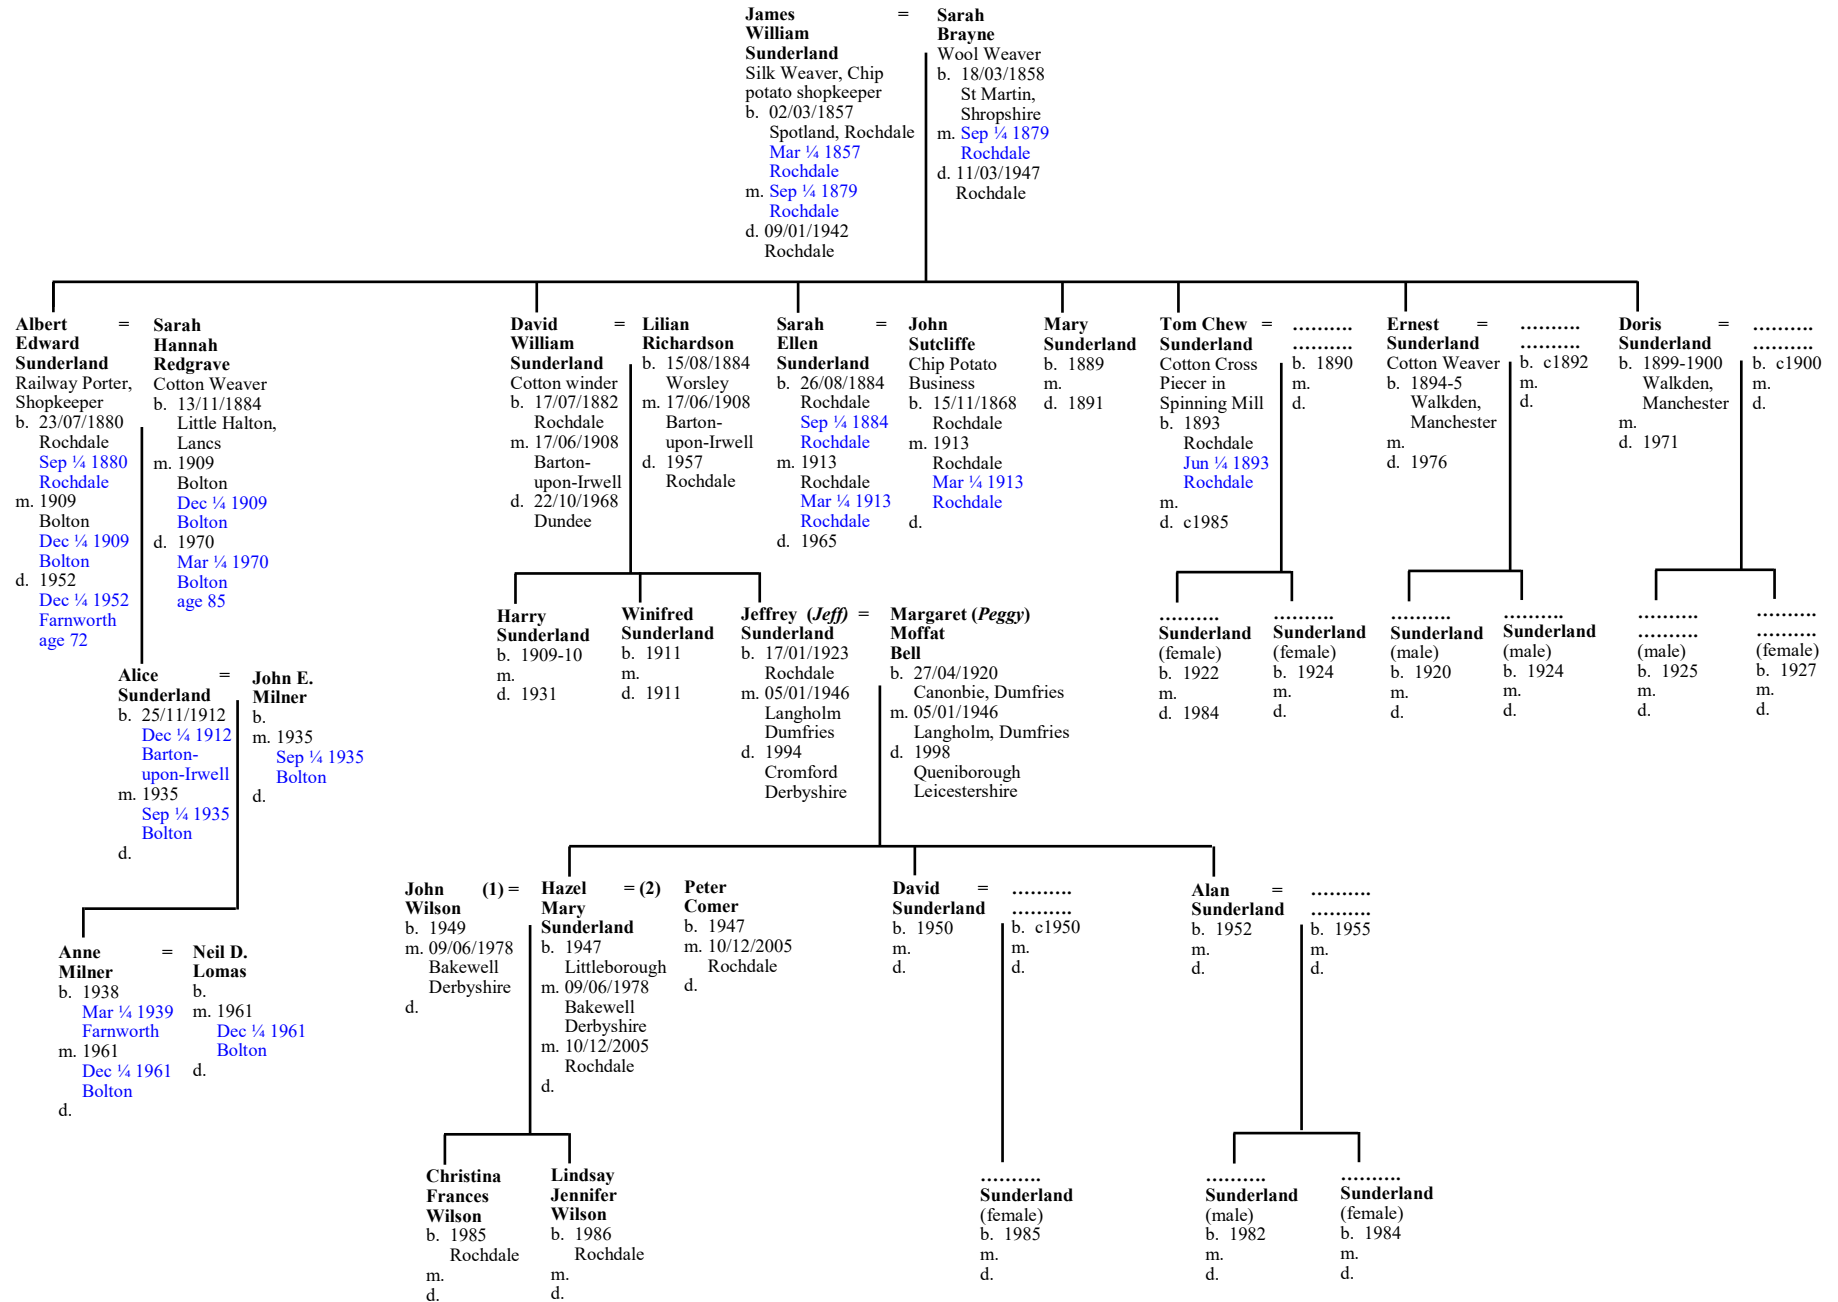 James =
William
Sunderland
Silk Weaver, Chip
potato shopkeeper
b. 02/03/1857
Spotland, Rochdale
Mar ¼ 1857
Rochdale
m. Sep ¼ 1879
Rochdale
d. 09/01/1942
Rochdale
Sarah
Brayne
Wool Weaver
b. 18/03/1858
St Martin,
Shropshire
m. Sep ¼ 1879
Rochdale
d. 11/03/1947
Rochdale
Albert =
Edward
Sunderland
Railway Porter,
Shopkeeper
b. 23/07/1880
Rochdale
Sep ¼ 1880
Rochdale
m. 1909
Bolton
Dec ¼ 1909
Bolton
d. 1952
Dec ¼ 1952
Farnworth
age 72
Sarah
Hannah
Redgrave
Cotton Weaver
b. 13/11/1884
Little Halton,
Lancs
m. 1909
Bolton
Dec ¼ 1909
Bolton
d. 1970
Mar ¼ 1970
Bolton
age 85
David =
William
Sunderland
Cotton winder
b. 17/07/1882
Rochdale
m. 17/06/1908
Barton-
upon-Irwell
d. 22/10/1968
Dundee
Lilian
Richardson
b. 15/08/1884
Worsley
m. 17/06/1908
Barton-
upon-Irwell
d. 1957
Rochdale
Sarah =
Ellen
Sunderland
b. 26/08/1884
Rochdale
Sep ¼ 1884
Rochdale
m. 1913
Rochdale
Mar ¼ 1913
Rochdale
d. 1965
John
Sutcliffe
Chip Potato
Business
b. 15/11/1868
Rochdale
m. 1913
Rochdale
Mar ¼ 1913
Rochdale
d.
Mary
Sunderland
b. 1889
m.
d. 1891
Tom Chew =
Sunderland
Cotton Cross
Piecer in
Spinning Mill
b. 1893
Rochdale
Jun ¼ 1893
Rochdale
m.
d. c1985
..........
..........
b. 1890
m.
d.
Ernest =
Sunderland
Cotton Weaver
b. 1894-5
Walkden,
Manchester
m.
d. 1976
..........
..........
b. c1892
m.
d.
Doris =
Sunderland
b. 1899-1900
Walkden,
Manchester
m.
d. 1971
..........
..........
b. c1900
m.
d.
Alice =
Sunderland
b. 25/11/1912
Dec ¼ 1912
Barton-
upon-Irwell
m. 1935
Sep ¼ 1935
Bolton
d.
John E.
Milner
b.
m. 1935
Sep ¼ 1935
Bolton
d.
Harry
Sunderland
b. 1909-10
m.
d. 1931
Winifred
Sunderland
b. 1911
m.
d. 1911
Jeffrey (Jeff) =
Sunderland
b. 17/01/1923
Rochdale
m. 05/01/1946
Langholm
Dumfries
d. 1994
Cromford
Derbyshire
Margaret (Peggy)
Moffat
Bell
b. 27/04/1920
Canonbie, Dumfries
m. 05/01/1946
Langholm, Dumfries
d. 1998
Queniborough
Leicestershire
..........
Sunderland
(female)
b. 1922
m.
d. 1984
..........
Sunderland
(female)
b. 1924
m.
d.
..........
Sunderland
(male)
b. 1920
m.
d.
..........
Sunderland
(male)
b. 1924
m.
d.
..........
..........
(male)
b. 1925
m.
d.
..........
..........
(female)
b. 1927
m.
d.
Anne =
Milner
b. 1938
Mar ¼ 1939
Farnworth
m. 1961
Dec ¼ 1961
Bolton
d.
Neil D.
Lomas
b.
m. 1961
Dec ¼ 1961
Bolton
d.
John (1) =
Wilson
b. 1949
m. 09/06/1978
Bakewell
Derbyshire
d.
Hazel = (2)
Mary
Sunderland
b. 1947
Littleborough
m. 09/06/1978
Bakewell
Derbyshire
m. 10/12/2005
Rochdale
d.
Peter
Comer
b. 1947
m. 10/12/2005
Rochdale
d.
David =
Sunderland
b. 1950
m.
d.
..........
..........
b. c1950
m.
d.
Alan =
Sunderland
b. 1952
m.
d.
..........
..........
b. 1955
m.
d.
Christina
Frances
Wilson
b. 1985
Rochdale
m.
d.
Lindsay
Jennifer
Wilson
b. 1986
Rochdale
m.
d.
..........
Sunderland
(female)
b. 1985
m.
d.
..........
Sunderland
(male)
b. 1982
m.
d.
..........
Sunderland
(female)
b. 1984
m.
d.